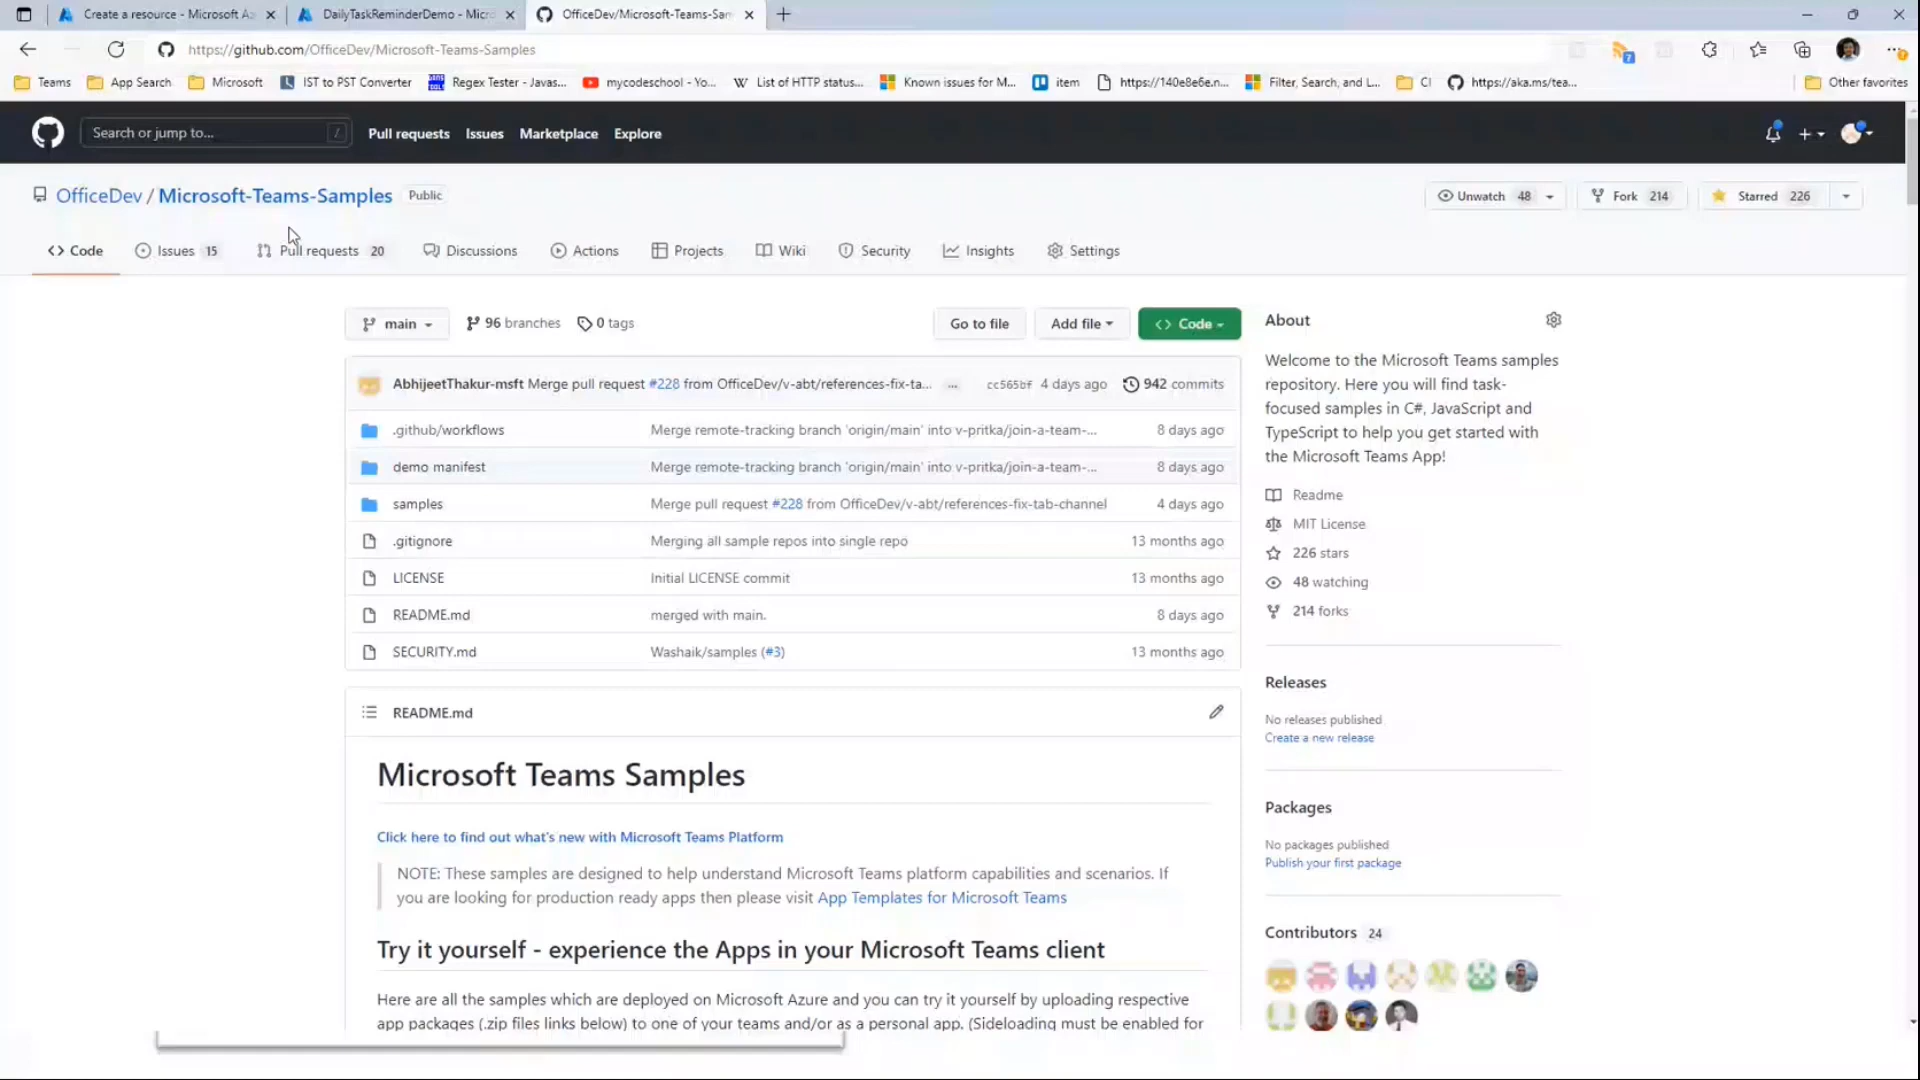 Create a resource - Microsoft Az
DailyTaskReminderDemo - Micro
OfficeDev/Microsoft-Teams-Sam
https://github.com/OfficeDev/Microsoft-Teams-Samples
7
Teams
App Search
Microsoft
IST to PST Converter
Regex Tester - Javas...
mycodeschool - Yo...
List of HTTP status...
Known issues for M...
item
https://140e8e6e.n...
Filter, Search, and L...
CI
https://aka.ms/tea...
Other favorites
Search or jump to...
/
Pull requests
Issues
Marketplace
Explore
OfficeDev / Microsoft-Teams-Samples
Public
Unwatch 48
Fork 214
Starred 226
Code
Issues 15
Pull requests 20
Discussions
Actions
Projects
Wiki
Security
Insights
Settings
main
96 branches
0 tags
Go to file
Add file
Code
AbhijeetThakur-msft Merge pull request #228 from OfficeDev/v-abt/references-fix-ta... ... cc565bf 4 days ago 942 commits
.github/workflows Merge remote-tracking branch 'origin/main' into v-pritka/join-a-team-... 8 days ago
demo manifest Merge remote-tracking branch 'origin/main' into v-pritka/join-a-team-... 8 days ago
samples Merge pull request #228 from OfficeDev/v-abt/references-fix-tab-channel 4 days ago
.gitignore Merging all sample repos into single repo 13 months ago
LICENSE Initial LICENSE commit 13 months ago
README.md merged with main. 8 days ago
SECURITY.md Washaik/samples (#3) 13 months ago
README.md
Microsoft Teams Samples
Click here to find out what's new with Microsoft Teams Platform
NOTE: These samples are designed to help understand Microsoft Teams platform capabilities and scenarios. If
you are looking for production ready apps then please visit App Templates for Microsoft Teams
Try it yourself - experience the Apps in your Microsoft Teams client
Here are all the samples which are deployed on Microsoft Azure and you can try it yourself by uploading respective
app packages (.zip files links below) to one of your teams and/or as a personal app. (Sideloading must be enabled for
About
Welcome to the Microsoft Teams samples
repository. Here you will find task-
focused samples in C#, JavaScript and
TypeScript to help you get started with
the Microsoft Teams App!
Readme
MIT License
226 stars
48 watching
214 forks
Releases
No releases published
Create a new release
Packages
No packages published
Publish your first package
Contributors 24